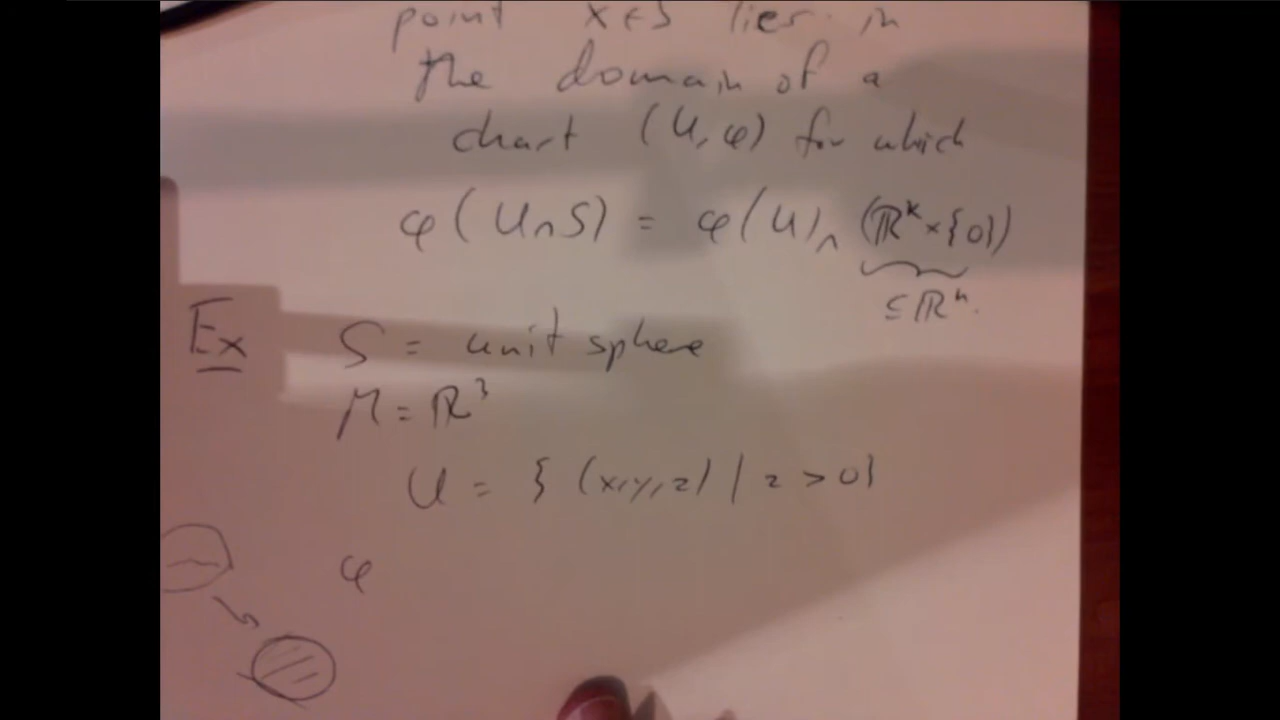 point x ∈ S lies in
the domain of a
chart (U, φ) for which
φ(U∩S) = φ(U) ∩ (ℝᵏ × {0})
⊆ ℝⁿ.
Ex S = unit sphere
M = ℝ³
U = { (x,y,z) | z > 0}
φ